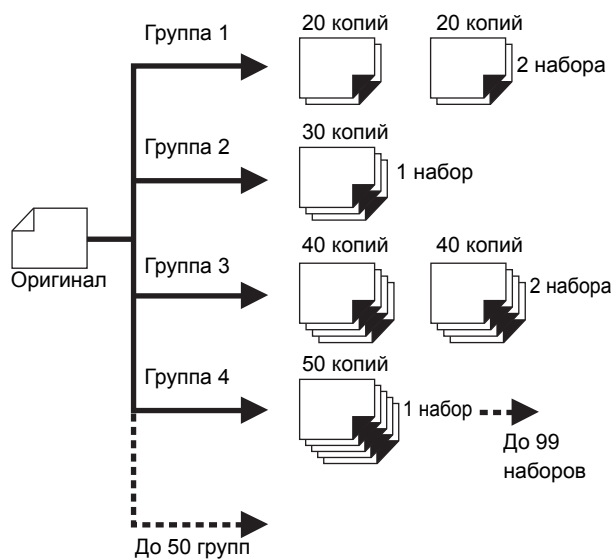 Группа 1
20 копий
20 копий
2 набора
Группа 2
30 копий
1 набор
Оригинал
Группа 3
40 копий
40 копий
2 набора
Группа 4
50 копий
1 набор
До 99
наборов
До 50 групп